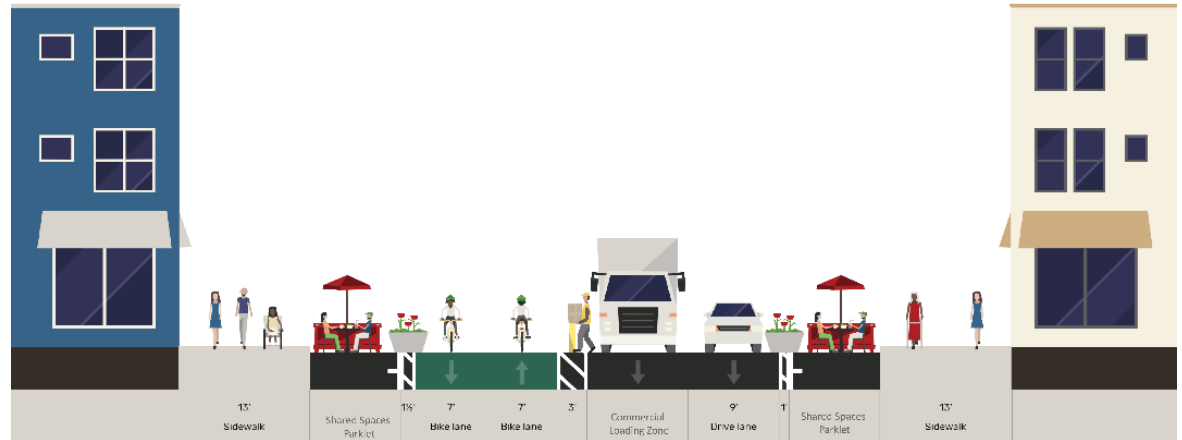 13'
Sidewalk
Shared Spaces
Parklet
1½'
7'
Bike lane
7'
Bike lane
3'
Commercial
Loading Zone
9'
Drive lane
1'
Shared Spaces
Parklet
13'
Sidewalk